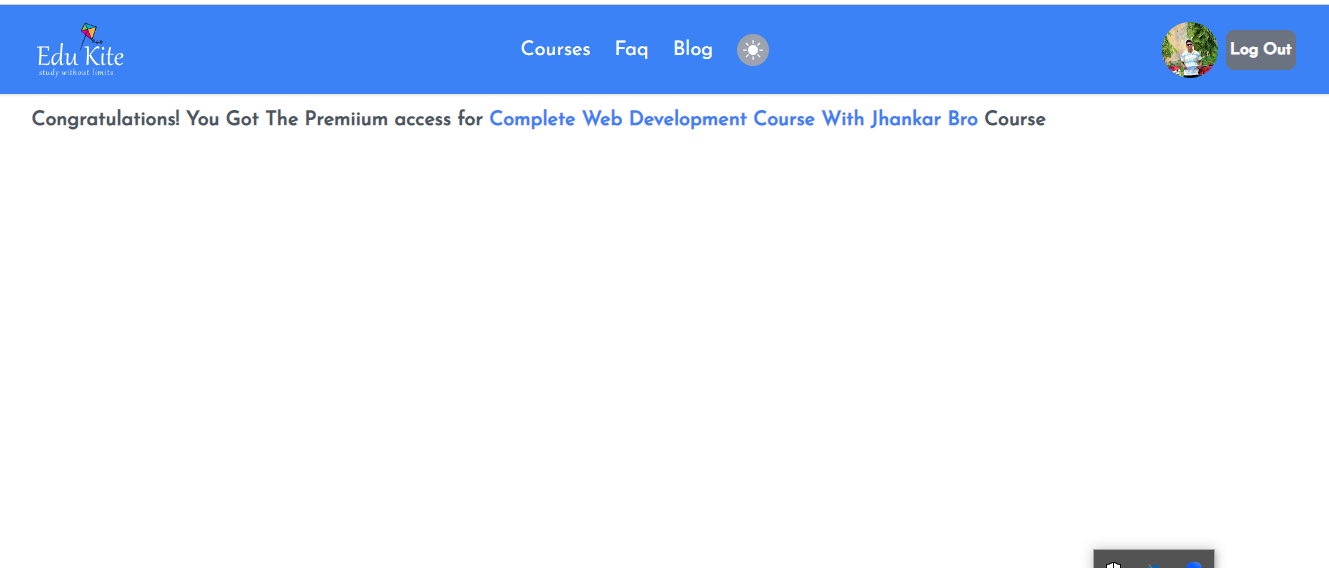 Edu Kite
study without limits
Courses Faq Blog
Log Out
Congratulations! You Got The Premiium access for Complete Web Development Course With Jhankar Bro Course